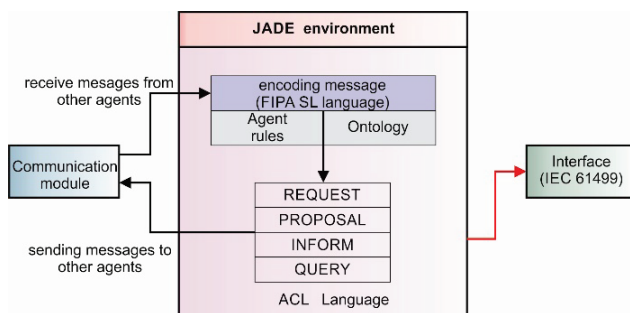 JADE environment
receive mesages from
other agents
encoding message
(FIPA SL language)
Agent
rules
Ontology
Communication
module
Interface
(IEC 61499)
REQUEST
PROPOSAL
INFORM
QUERY
sending messages to
other agents
ACL Language